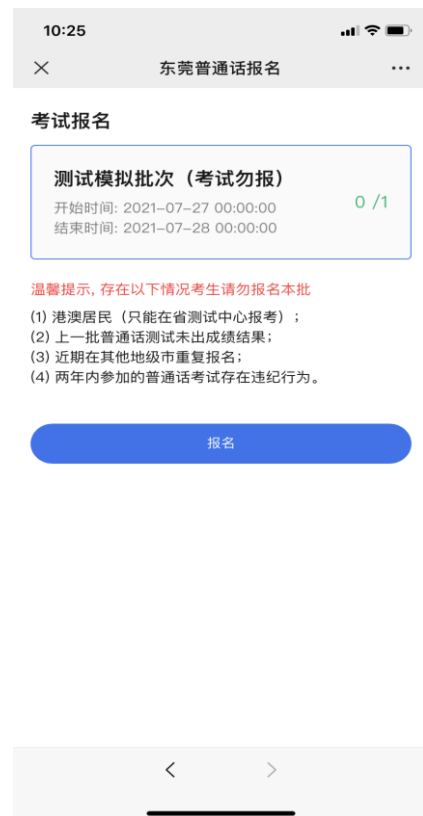 10:25
东莞普通话报名
考试报名
测试模拟批次（考试勿报）
开始时间: 2021-07-27 00:00:00
0 /1
结束时间: 2021-07-28 00:00:00
温馨提示, 存在以下情况考生请勿报名本批
(1) 港澳居民（只能在省测试中心报考）;
(2) 上一批普通话测试未出成绩结果;
(3) 近期在其他地级市重复报名;
(4) 两年内参加的普通话考试存在违纪行为。
报名